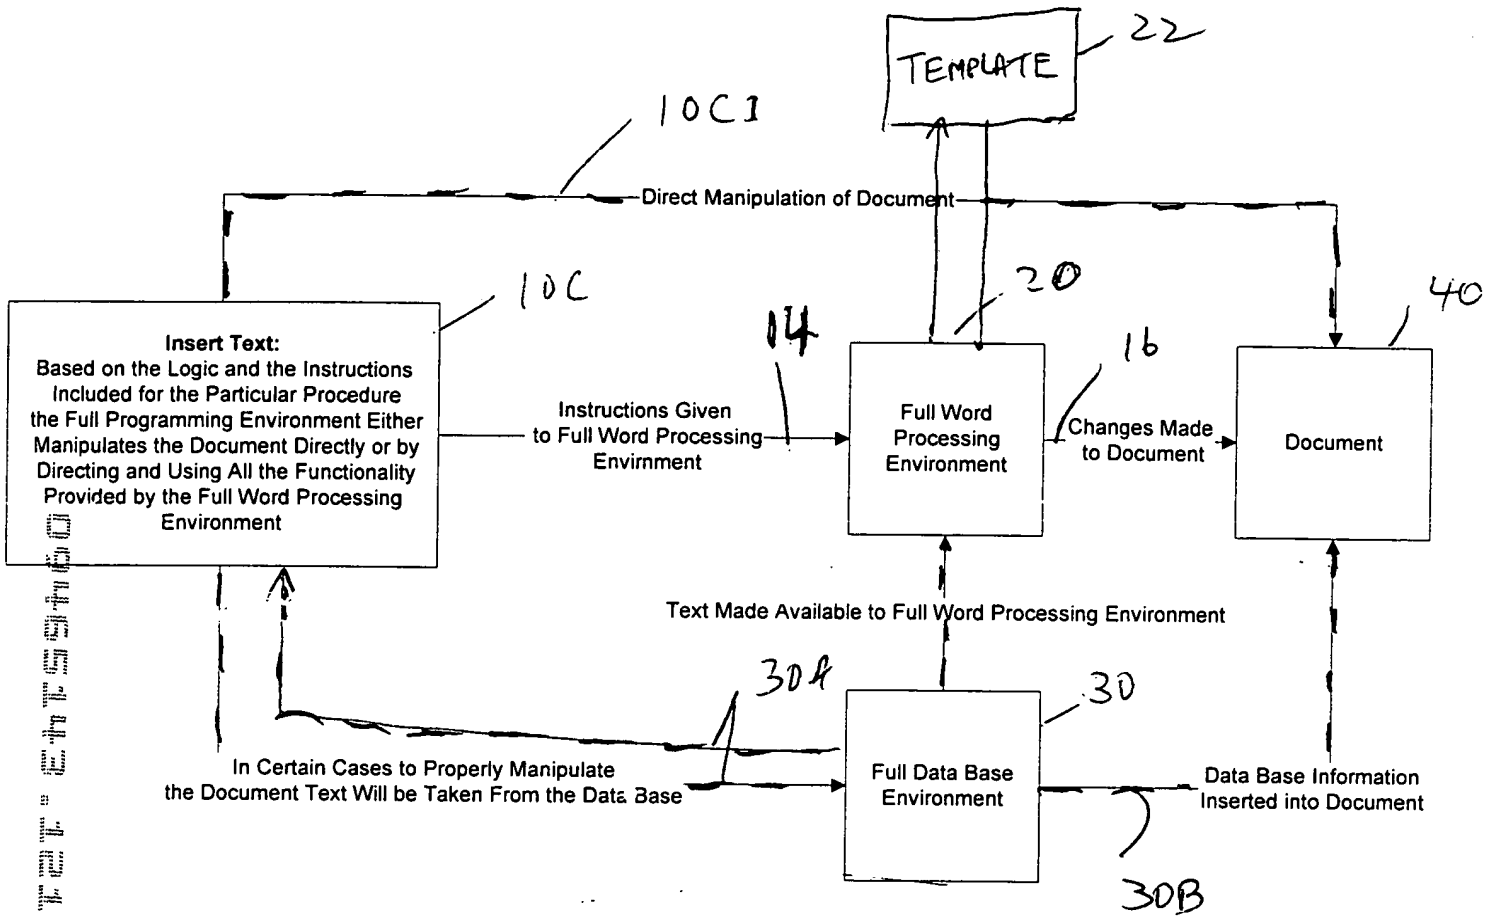 22
TEMPLATE
10C1
Direct Manipulation of Document
10C
20
40
14
16
Insert Text:
Based on the Logic and the Instructions
Included for the Particular Procedure
the Full Programming Environment Either
Manipulates the Document Directly or by
Directing and Using All the Functionality
Provided by the Full Word Processing
Environment
Instructions Given
to Full Word Processing
Envirnment
Full Word
Processing
Environment
Changes Made
to Document
Document
Text Made Available to Full Word Processing Environment
30A
30
In Certain Cases to Properly Manipulate
the Document Text Will be Taken From the Data Base
Full Data Base
Environment
Data Base Information
Inserted into Document
30B